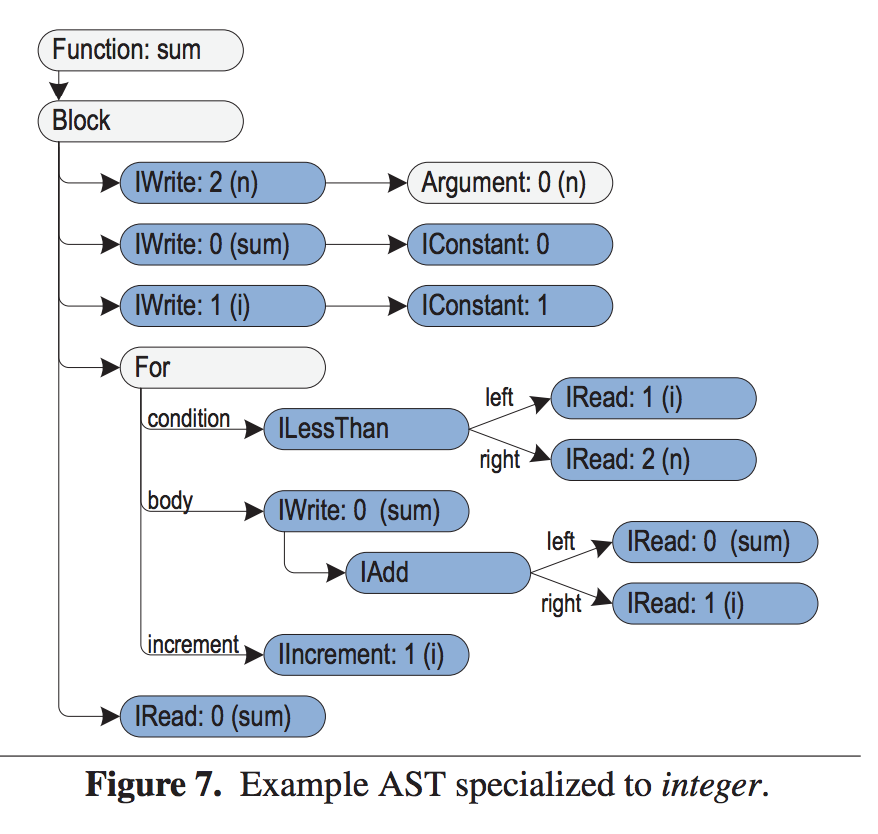 Function: sum
Block
IWrite: 2 (n)
Argument: 0 (n)
IWrite: 0 (sum)
IConstant: 0
IWrite: 1 (i)
IConstant: 1
For
condition
ILessThan
left
IRead: 1 (i)
right
IRead: 2 (n)
body
IWrite: 0 (sum)
IAdd
left
IRead: 0 (sum)
right
IRead: 1 (i)
increment
IIncrement: 1 (i)
IRead: 0 (sum)
Figure 7. Example AST specialized to integer.